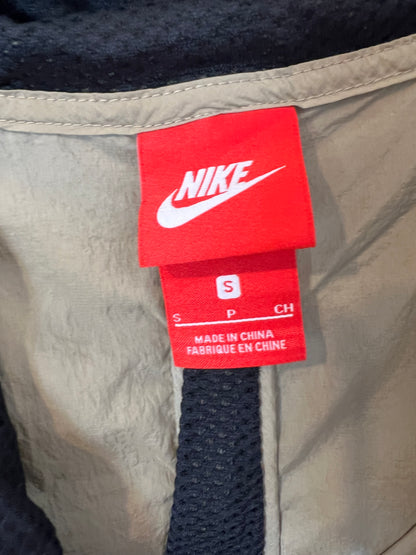 NIKE
S
S P CH
MADE IN CHINA
FABRIQUE EN CHINE